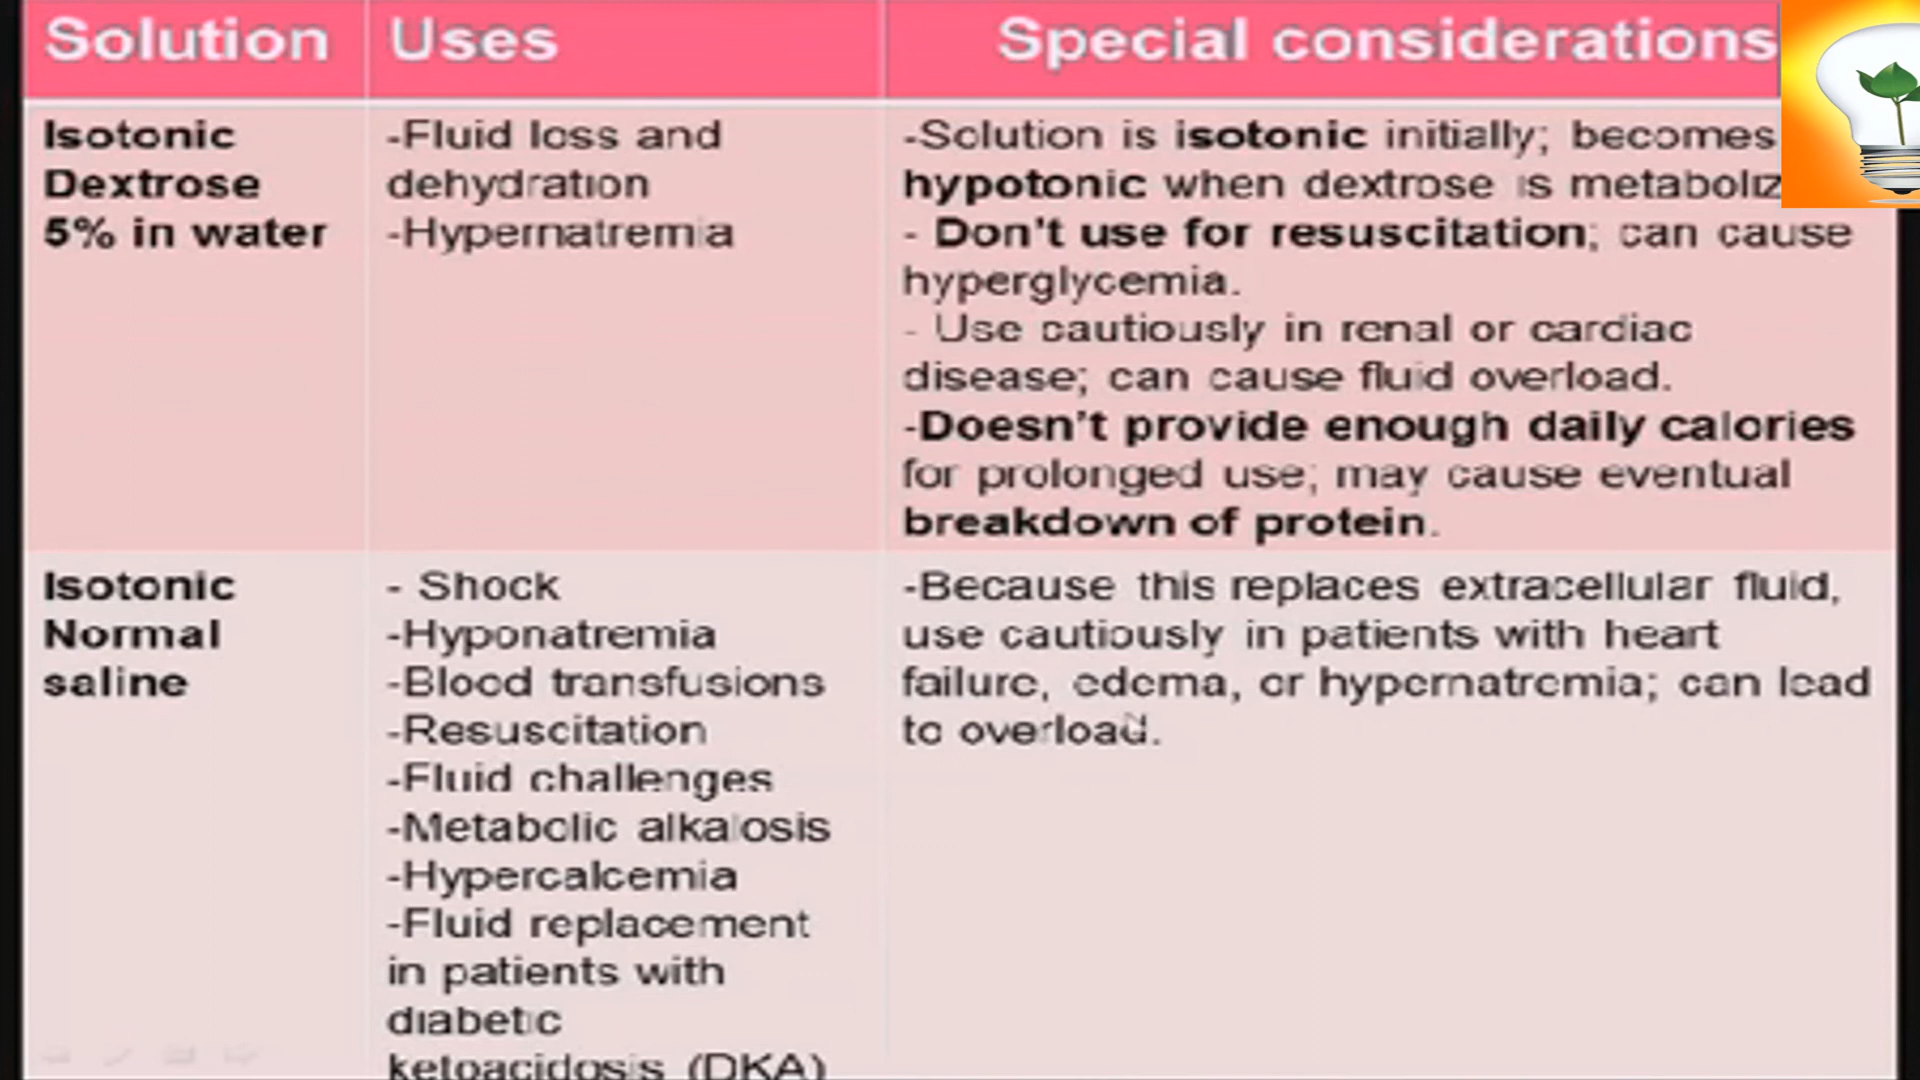 Solution
Uses
Special considerations
Isotonic
Dextrose
5% in water
-Fluid loss and
dehydration
-Hypernatremia
-Solution is isotonic initially; becomes
hypotonic when dextrose is
- Don't use for resuscitation; can cause
hyperglycemia.
- Use cautiously in renal or cardiac
disease; can cause fluid overload.
-Doesn't provide enough daily calories
for prolonged use; may cause eventual
breakdown of protein.
Isotonic
Normal
saline
- Shock
-Hyponatremia
-Blood transfusions
-Resuscitation
-Fluid challenges
-Metabolic alkalosis
-Hypercalcemia
-Fluid replacement
in patients with
diabetic
ketoacidosis (DKA)
-Because this replaces extracellular fluid,
use cautiously in patients with heart
failure, edema, or hypernatremia; can lead
to overload.